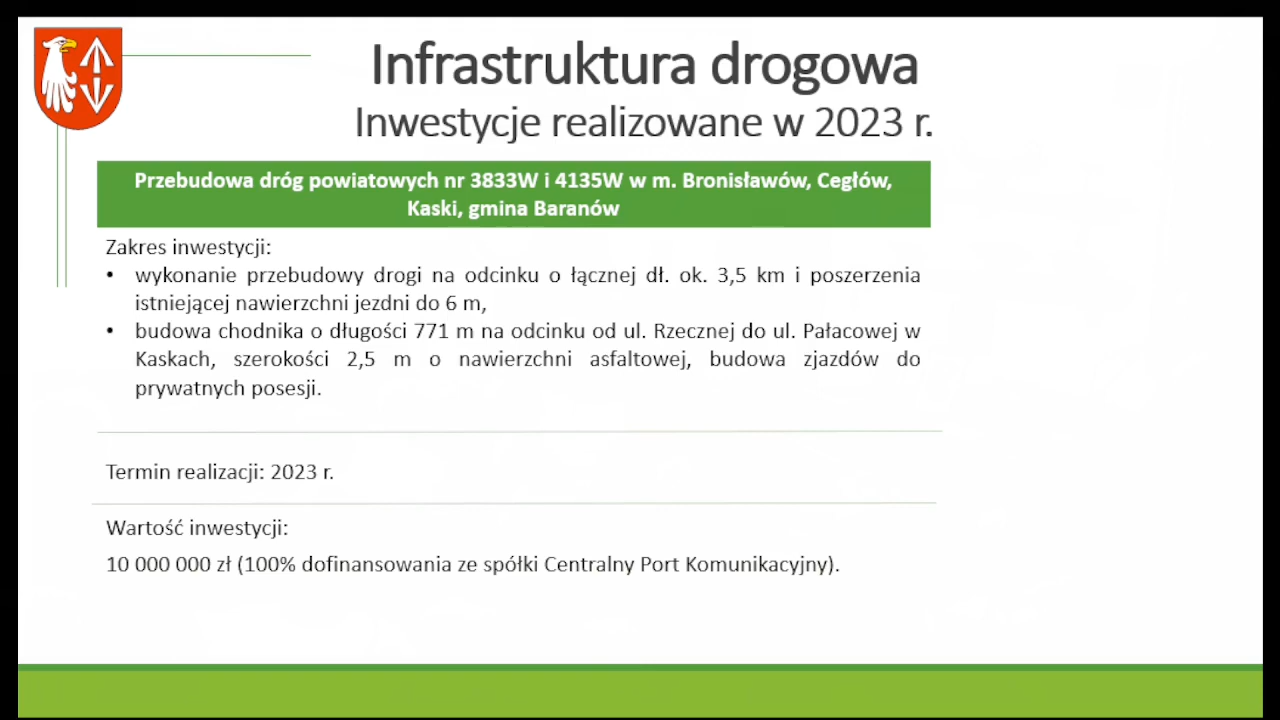 Infrastruktura drogowa
Inwestycje realizowane w 2023 r.
Przebudowa dróg powiatowych nr 3833W i 4135W w m. Bronisławów, Cegłów,
Kaski, gmina Baranów
Zakres inwestycji:
• wykonanie przebudowy drogi na odcinku o łącznej dł. ok. 3,5 km i poszerzenia
istniejącej nawierzchni jezdni do 6 m,
• budowa chodnika o długości 771 m na odcinku od ul. Rzecznej do ul. Pałacowej w
Kaskach, szerokości 2,5 m o nawierzchni asfaltowej, budowa zjazdów do
prywatnych posesji.
Termin realizacji: 2023 r.
Wartość inwestycji:
10 000 000 zł (100% dofinansowania ze spółki Centralny Port Komunikacyjny).